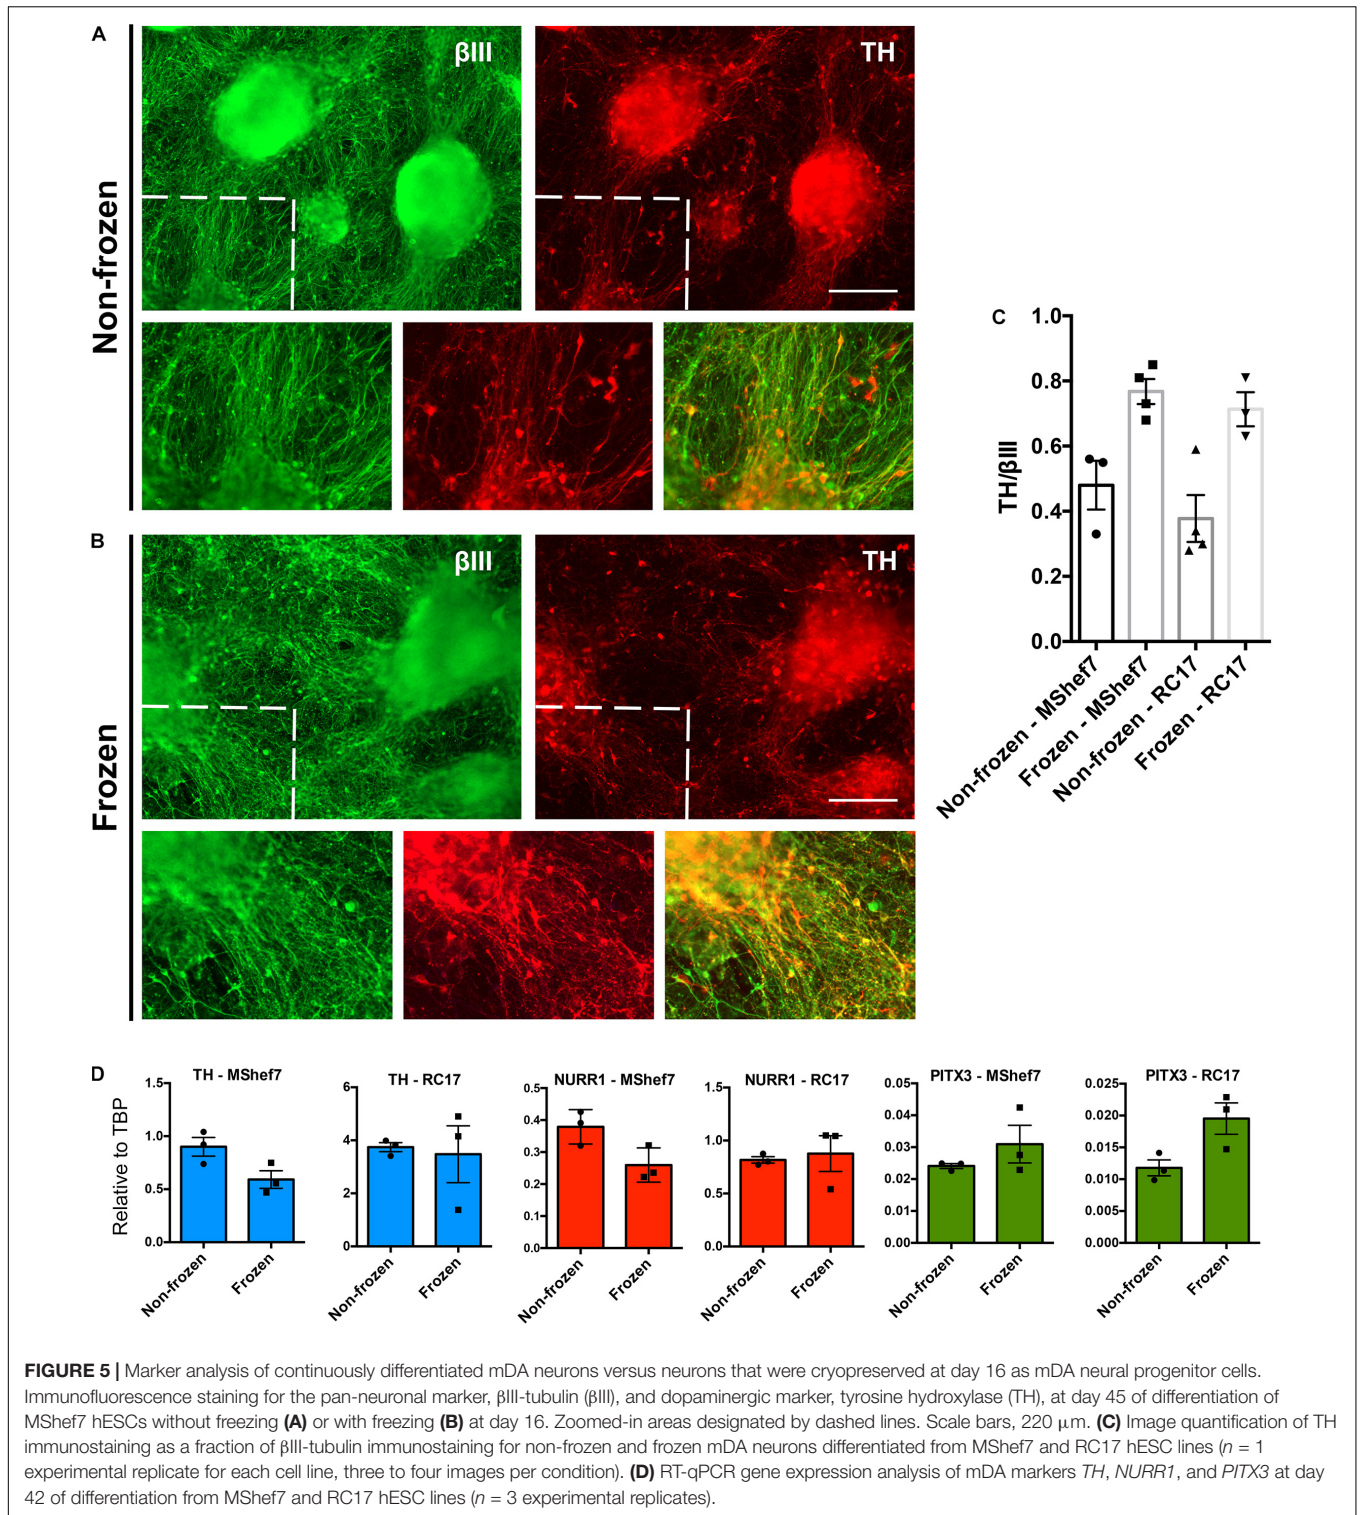 A
βIII
TH
Non-frozen
B
βIII
TH
Frozen
C
TH/βIII
1.0
0.8
0.6
0.4
0.2
0.0
Non-frozen - MShef7
Frozen - MShef7
Non-frozen - RC17
Frozen - RC17
D
Relative to TBP
TH - MShef7
1.5
1.0
0.5
0.0
Non-frozen
Frozen
TH - RC17
6
4
2
0
Non-frozen
Frozen
NURR1 - MShef7
0.5
0.4
0.3
0.2
0.1
0.0
Non-frozen
Frozen
NURR1 - RC17
1.5
1.0
0.5
0.0
Non-frozen
Frozen
PITX3 - MShef7
0.05
0.04
0.03
0.02
0.01
0.00
Non-frozen
Frozen
PITX3 - RC17
0.025
0.020
0.015
0.010
0.005
0.000
Non-frozen
Frozen
FIGURE 5 | Marker analysis of continuously differentiated mDA neurons versus neurons that were cryopreserved at day 16 as mDA neural progenitor cells.
Immunofluorescence staining for the pan-neuronal marker, βIII-tubulin (βIII), and dopaminergic marker, tyrosine hydroxylase (TH), at day 45 of differentiation of
MShef7 hESCs without freezing (A) or with freezing (B) at day 16. Zoomed-in areas designated by dashed lines. Scale bars, 220 μm. (C) Image quantification of TH
immunostaining as a fraction of βIII-tubulin immunostaining for non-frozen and frozen mDA neurons differentiated from MShef7 and RC17 hESC lines (n = 1
experimental replicate for each cell line, three to four images per condition). (D) RT-qPCR gene expression analysis of mDA markers TH, NURR1, and PITX3 at day
42 of differentiation from MShef7 and RC17 hESC lines (n = 3 experimental replicates).